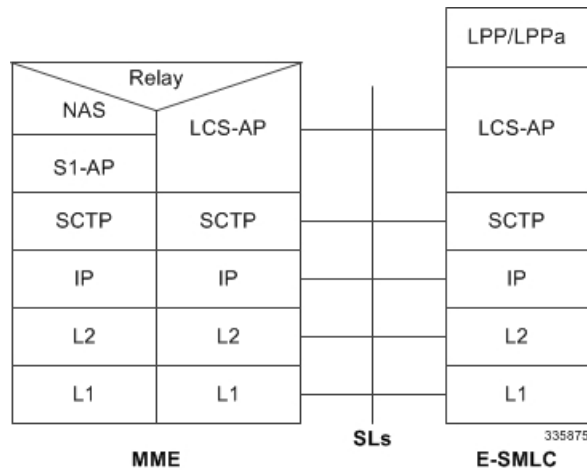 LPP/LPPa
Relay
NAS
LCS-AP
LCS-AP
S1-AP
SCTP
SCTP
SCTP
IP
IP
IP
L2
L2
L2
L1
L1
L1
335875
SLs
MME
E-SMLC